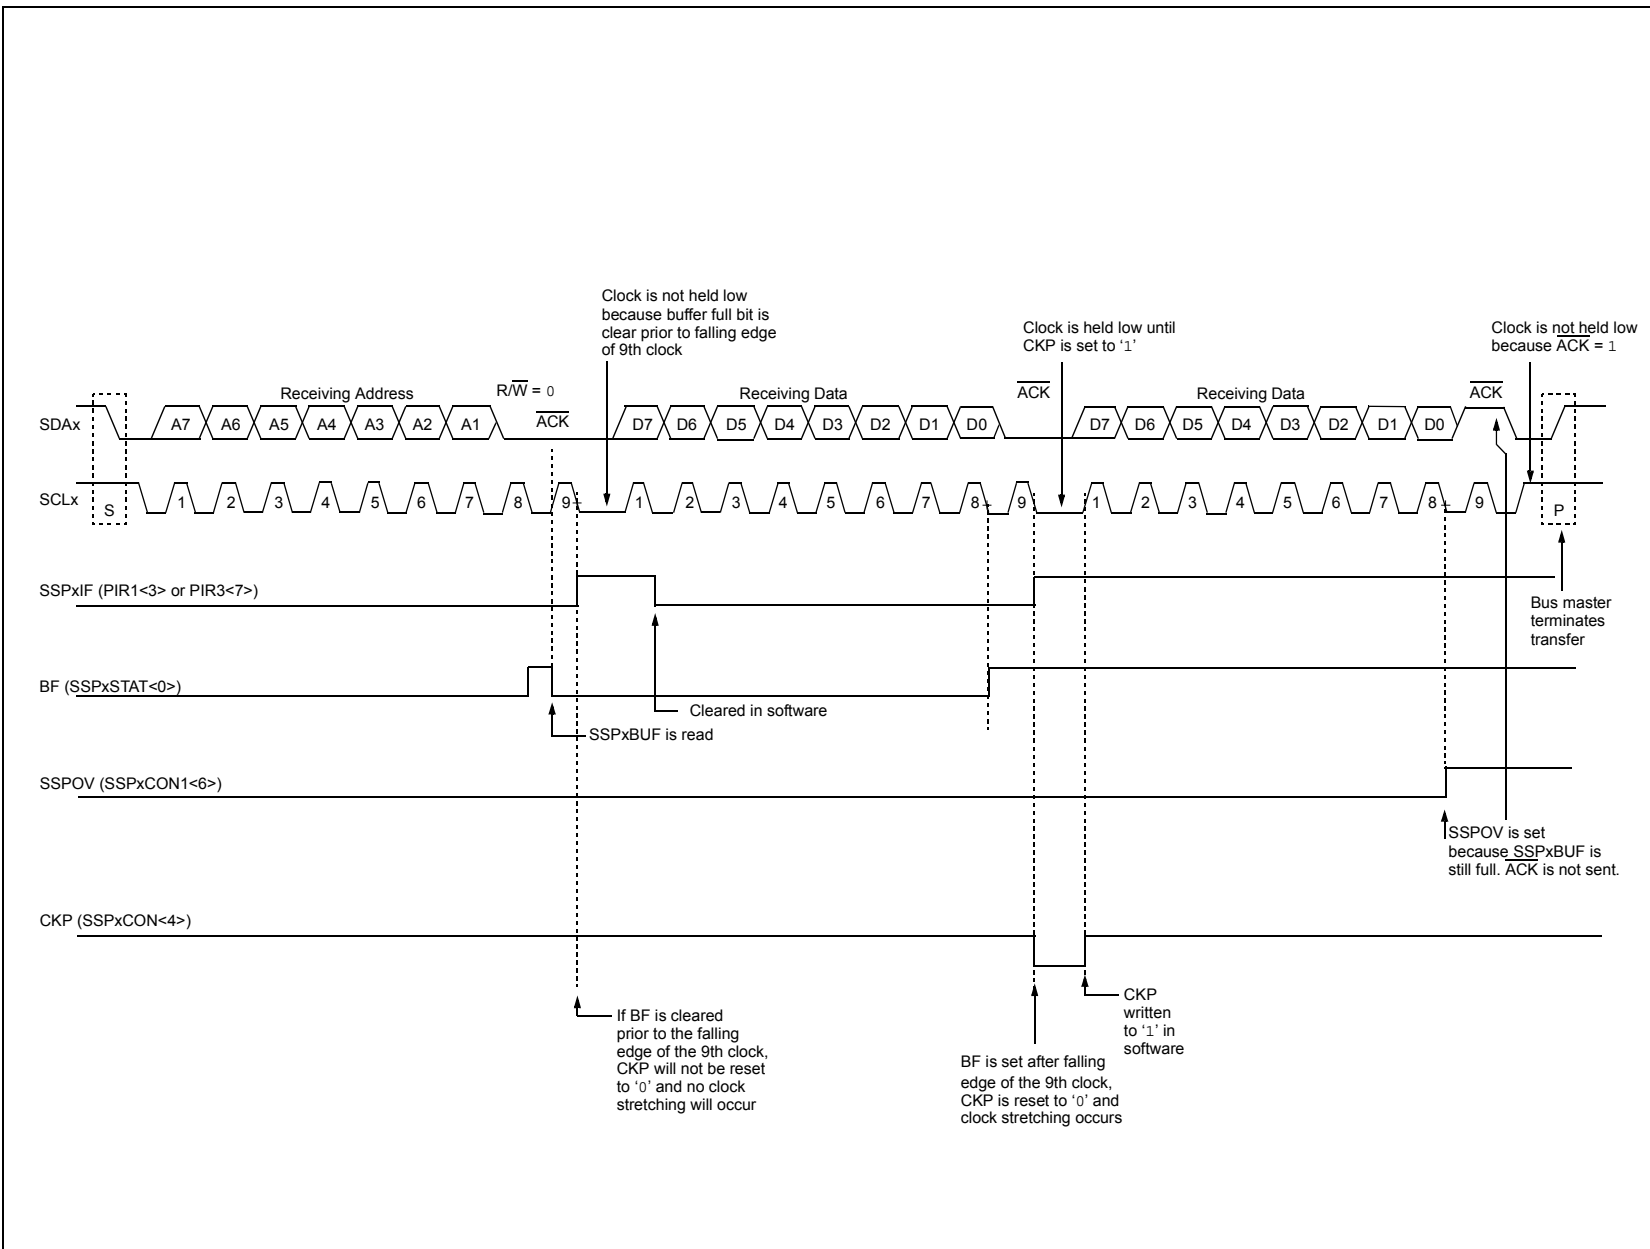 Clock is not held low
because buffer full bit is
clear prior to falling edge
of 9th clock
Clock is held low until
CKP is set to ‘1’
Clock is not held low
because ACK = 1
Receiving Address
R/W = 0
ACK
Receiving Data
ACK
Receiving Data
ACK
SDAx
A7 A6 A5 A4 A3 A2 A1
D7 D6 D5 D4 D3 D2 D1 D0
D7 D6 D5 D4 D3 D2 D1 D0
SCLx
S
1 2 3 4 5 6 7 8 9
1 2 3 4 5 6 7 8 9
1 2 3 4 5 6 7 8 9
P
SSPxIF (PIR1<3> or PIR3<7>)
Bus master
terminates
transfer
BF (SSPxSTAT<0>)
Cleared in software
SSPxBUF is read
SSPOV (SSPxCON1<6>)
SSPOV is set
because SSPxBUF is
still full. ACK is not sent.
CKP (SSPxCON<4>)
CKP
written
to ‘1’ in
software
If BF is cleared
prior to the falling
edge of the 9th clock,
CKP will not be reset
to ‘0’ and no clock
stretching will occur
BF is set after falling
edge of the 9th clock,
CKP is reset to ‘0’ and
clock stretching occurs